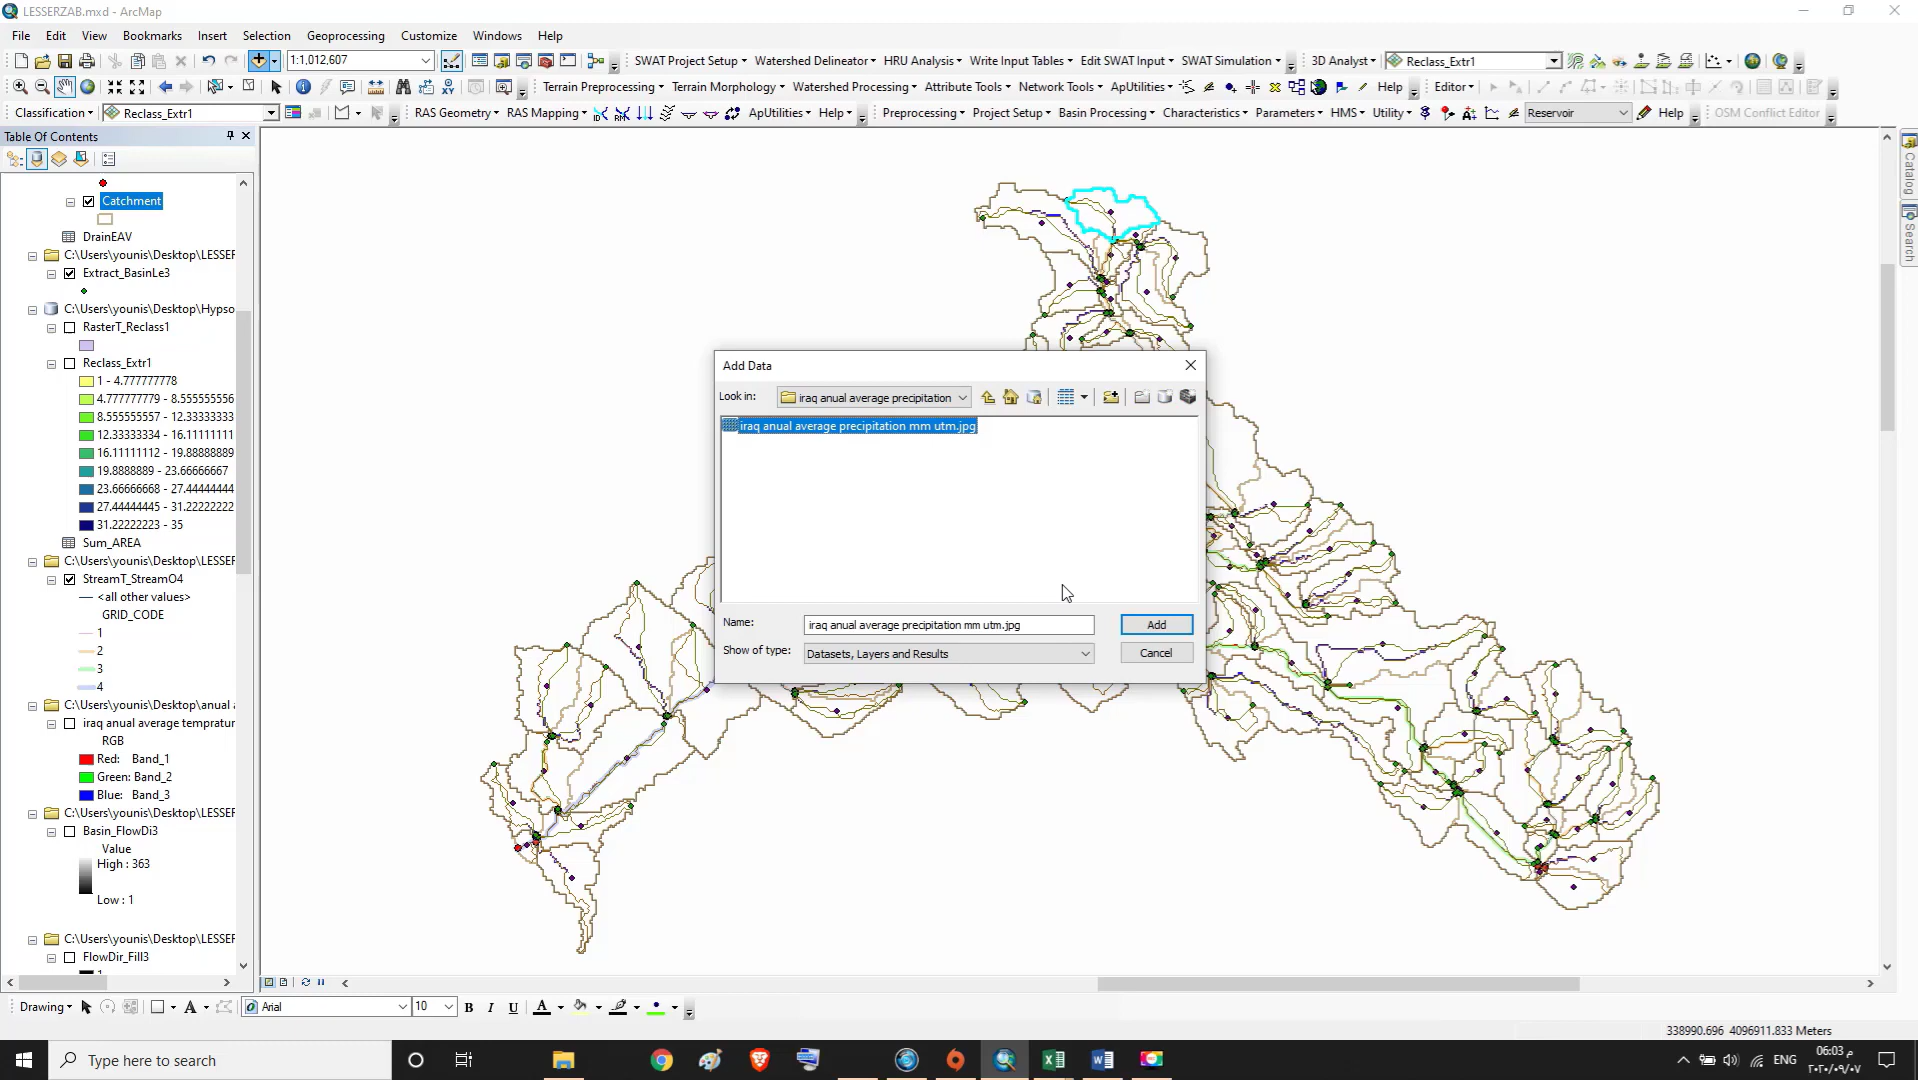 LESSERZAB.mxd - ArcMap
File Edit View Bookmarks Insert Selection Geoprocessing Customize Windows Help
1:1,012,607 SWAT Project Setup Watershed Delineator HRU Analysis Write Input Tables Edit SWAT Input SWAT Simulation 3D Analyst Reclass_Extr1
Terrain Preprocessing Terrain Morphology Watershed Processing Attribute Tools Network Tools ApUtilities Help Editor
Classification Reclass_Extr1 RAS Geometry RAS Mapping ApUtilities Help Preprocessing Project Setup Basin Processing Characteristics Parameters HMS Utility Reservoir Help OSM Conflict Editor
Table Of Contents
Catchment
DrainEAV
C:\Users\younis\Desktop\LESSEF
Extract_BasinLe3
C:\Users\younis\Desktop\Hypso
RasterT_Reclass1
Reclass_Extr1
1 - 4.777777778
4.777777779 - 8.555555556
8.555555557 - 12.33333333
12.33333334 - 16.11111111
16.11111112 - 19.8888888
19.8888889 - 23.66666667
23.66666668 - 27.44444444
27.44444445 - 31.22222222
31.22222223 - 35
Sum_AREA
C:\Users\younis\Desktop\LESSEF
StreamT_StreamO4
<all other values>
GRID_CODE
1
2
3
4
C:\Users\younis\Desktop\anual a
iraq anual average tempratur
RGB
Red: Band_1
Green: Band_2
Blue: Band_3
C:\Users\younis\Desktop\LESSEF
Basin_FlowDi3
Value
High : 363
Low : 1
C:\Users\younis\Desktop\LESSEF
FlowDir_Fill3
1
Add Data
Look in: iraq anual average precipitation
iraq anual average precipitation mm utm.jpg
Name: iraq anual average precipitation mm utm.jpg Add
Show of type: Datasets, Layers and Results Cancel
Catalog
Search
Drawing Arial 10 B I U A
338990.696 4096911.833 Meters
Type here to search
ENG
06:03 م
٢٠٢٠/٠٩/٠٧